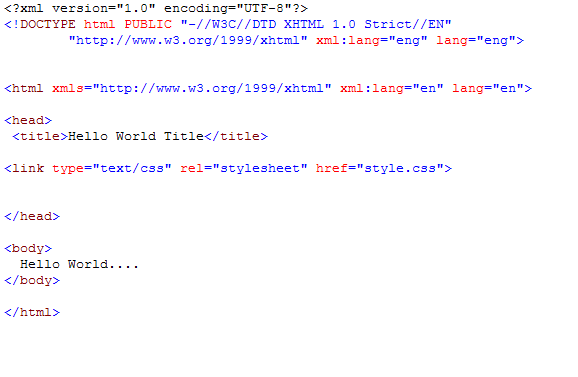 <?xml version="1.0" encoding="UTF-8"?>
<!DOCTYPE html PUBLIC "-//W3C//DTD XHTML 1.0 Strict//EN"
"http://www.w3.org/1999/xhtml" xml:lang="eng" lang="eng">
<html xmls="http://www.w3.org/1999/xhtml" xml:lang="en" lang="en">
<head>
<title>Hello World Title</title>
<link type="text/css" rel="stylesheet" href="style.css">
</head>
<body>
Hello World....
</body>
</html>